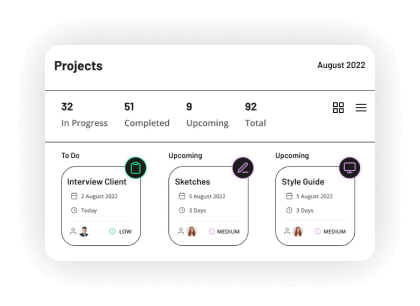 Projects
August 2022
32 51 9 92
In Progress Completed Upcoming Total
To Do Upcoming Upcoming
Interview Client
2 August 2022
Today
LOW
Sketches
5 August 2022
3 Days
MEDIUM
Style Guide
5 August 2022
3 Days
MEDIUM